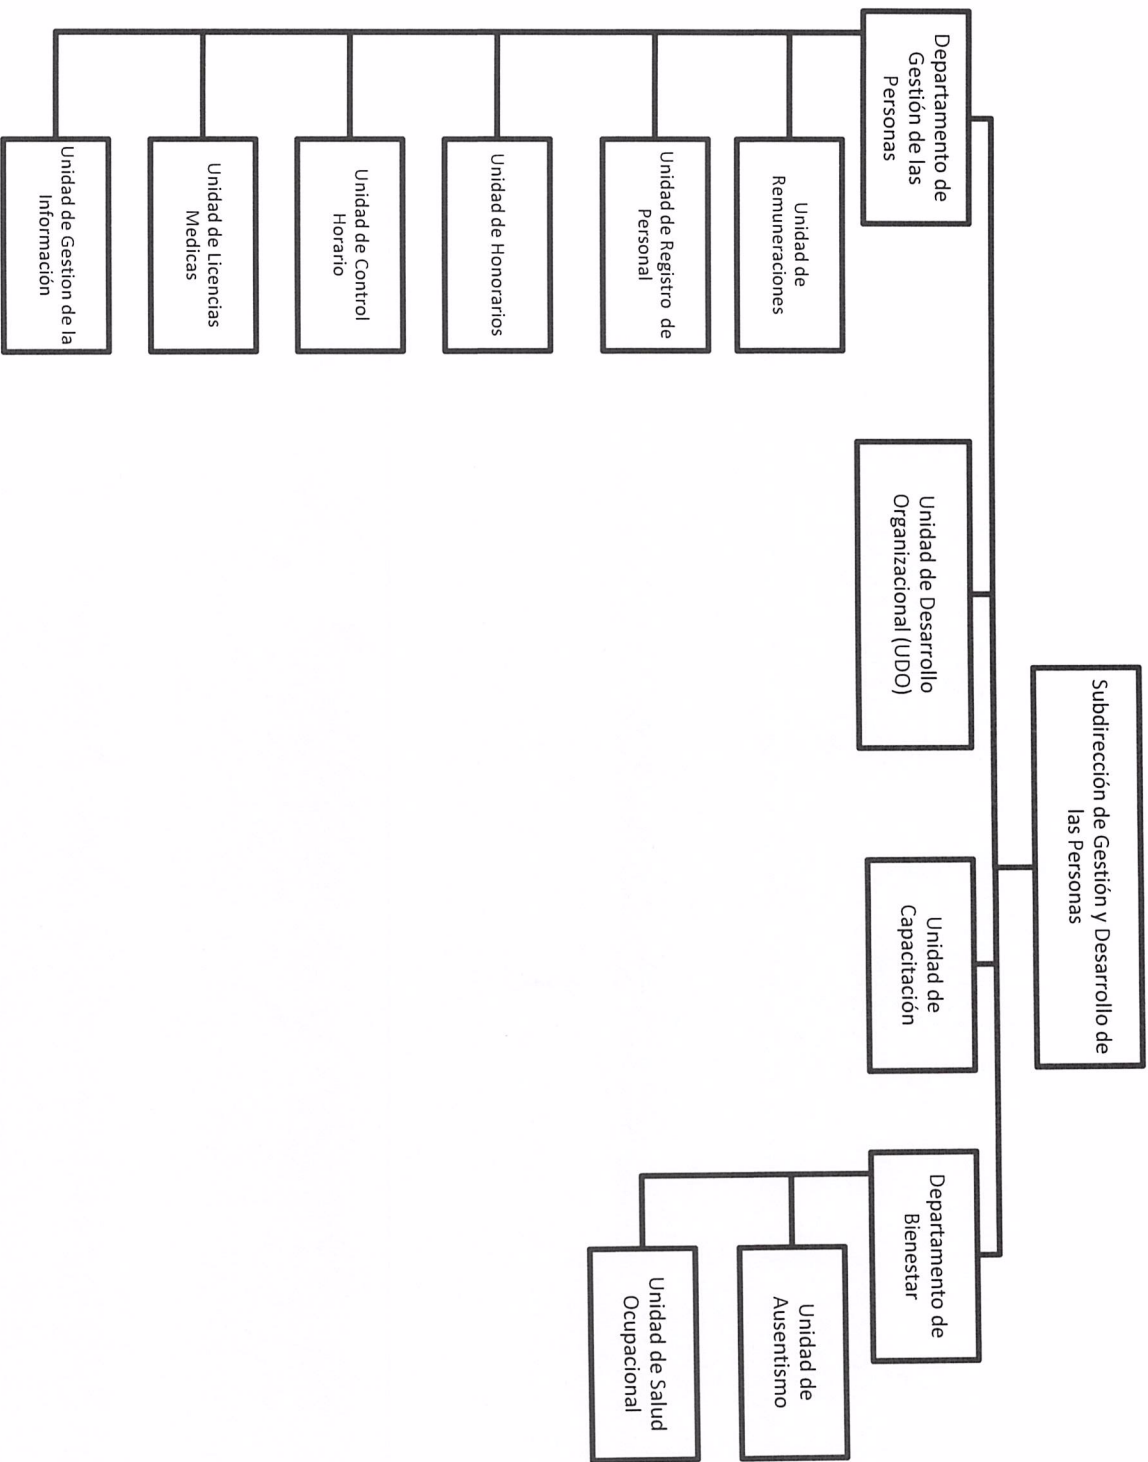 Subdirección de Gestión y Desarrollo de
las Personas
Departamento de
Gestión de las
Personas
Unidad de Desarrollo
Organizacional (UDO)
Unidad de
Capacitación
Departamento de
Bienestar
Unidad de
Remuneraciones
Unidad de Registro de
Personal
Unidad de Honorarios
Unidad de Control
Horario
Unidad de Licencias
Medicas
Unidad de Gestion de la
Información
Unidad de
Ausentismo
Unidad de Salud
Ocupacional